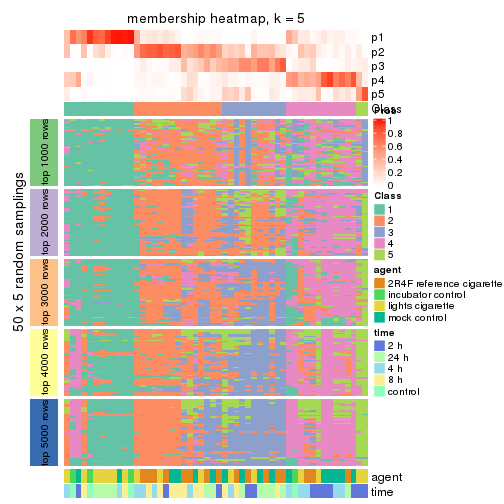 membership heatmap, k = 5
p1
p2
p3
p4
p5
Class
50 x 5 random samplings
top 1000 rows
top 2000 rows
top 3000 rows
top 4000 rows
top 5000 rows
1
0.8
0.6
0.4
0.2
0
Class
1
2
3
4
5
agent
2R4F reference cigarette
incubator control
lights cigarette
mock control
time
2 h
24 h
4 h
8 h
control
agent
time